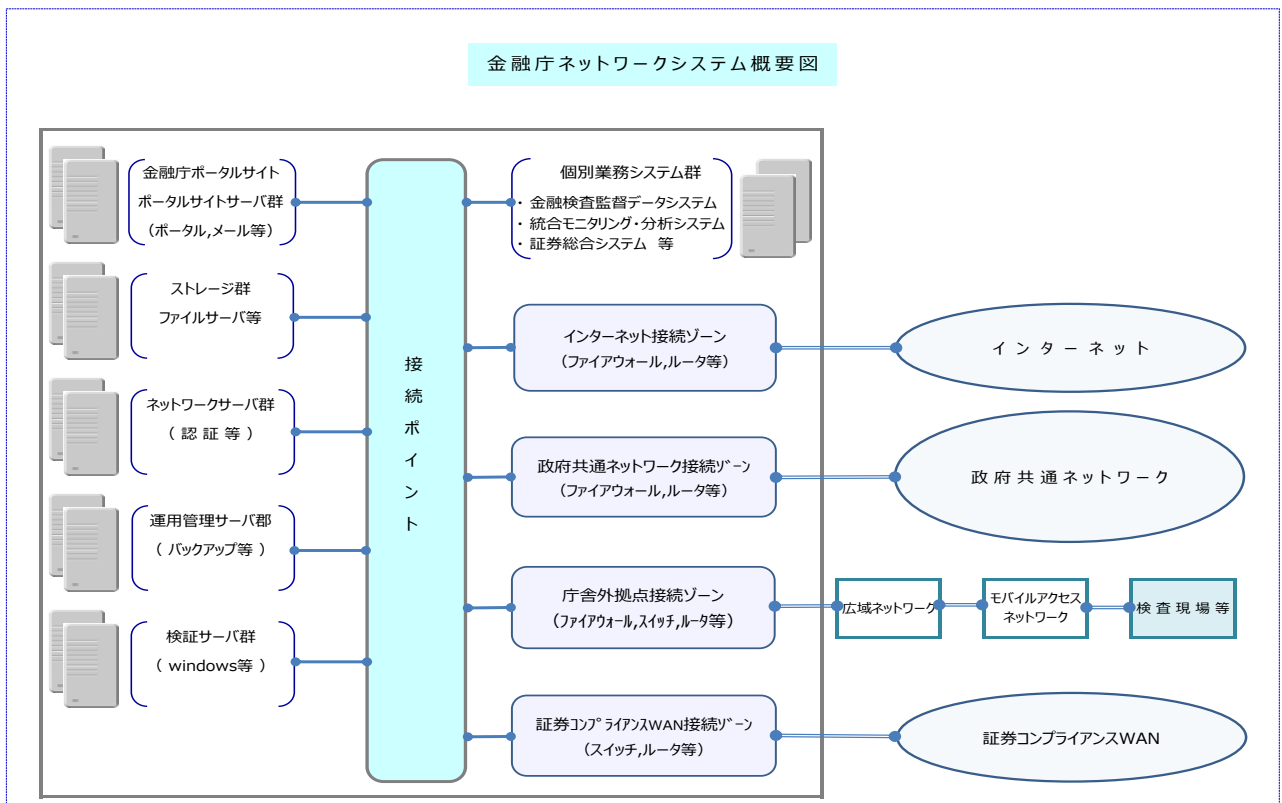 金融庁ネットワークシステム概要図
金融庁ポータルサイト
ポータルサイトサーバ群
(ポータル,メール等)
ストレージ群
ファイルサーバ等
ネットワークサーバ群
( 認 証 等 )
運用管理サーバ郡
( バックアップ等 )
検証サーバ群
( windows等 )
接続ポイント
個別業務システム群
・ 金融検査監督データシステム
・ 統合モニタリング・分析システム
・ 証券総合システム 等
インターネット接続ゾーン
(ファイアウォール,ルータ等)
インターネット
政府共通ネットワーク接続ゾーン
(ファイアウォール,ルータ等)
政府共通ネットワーク
庁舎外拠点接続ゾーン
(ファイアウォール,スイッチ,ルータ等)
広域ネットワーク
モバイルアクセス
ネットワーク
検査現場等
証券コンプライアンスWAN接続ゾーン
(スイッチ,ルータ等)
証券コンプライアンスWAN